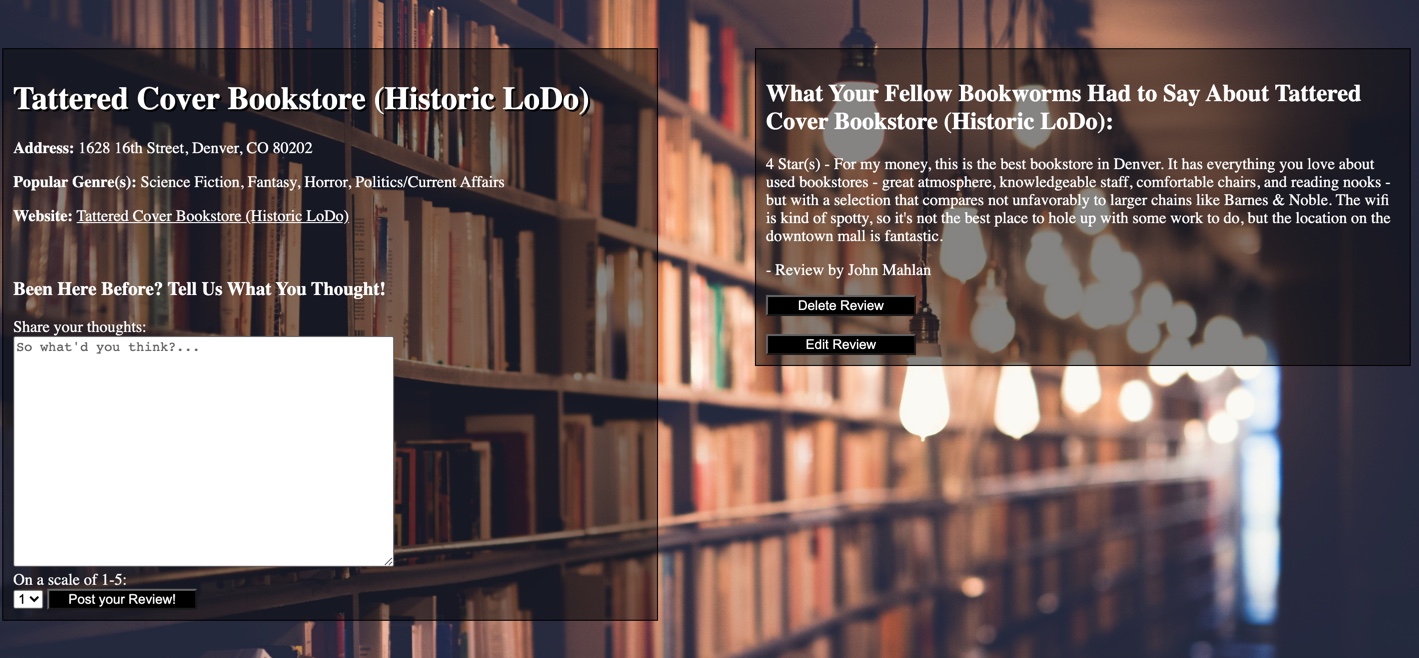 Tattered Cover Bookstore (Historic LoDo)
Address: 1628 16th Street, Denver, CO 80202
Popular Genre(s): Science Fiction, Fantasy, Horror, Politics/Current Affairs
Website: Tattered Cover Bookstore (Historic LoDo)
Been Here Before? Tell Us What You Thought!
Share your thoughts:
So what'd you think?...
On a scale of 1-5:
1 Post your Review!
What Your Fellow Bookworms Had to Say About Tattered
Cover Bookstore (Historic LoDo):
4 Star(s) - For my money, this is the best bookstore in Denver. It has everything you love about
used bookstores - great atmosphere, knowledgeable staff, comfortable chairs, and reading nooks -
but with a selection that compares not unfavorably to larger chains like Barnes & Noble. The wifi
is kind of spotty, so it's not the best place to hole up with some work to do, but the location on the
downtown mall is fantastic.
- Review by John Mahlan
Delete Review
Edit Review